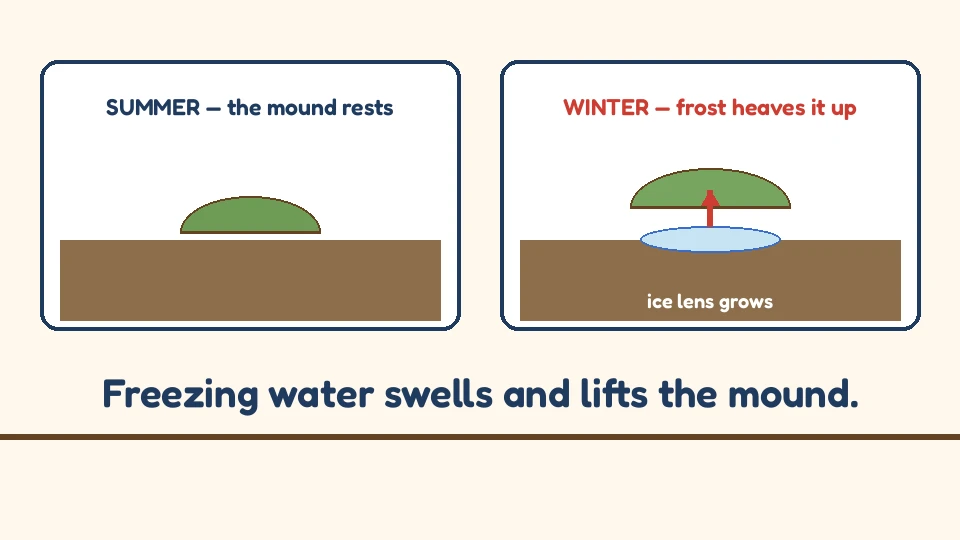 SUMMER — the mound rests
WINTER — frost heaves it up
ice lens grows
Freezing water swells and lifts the mound.